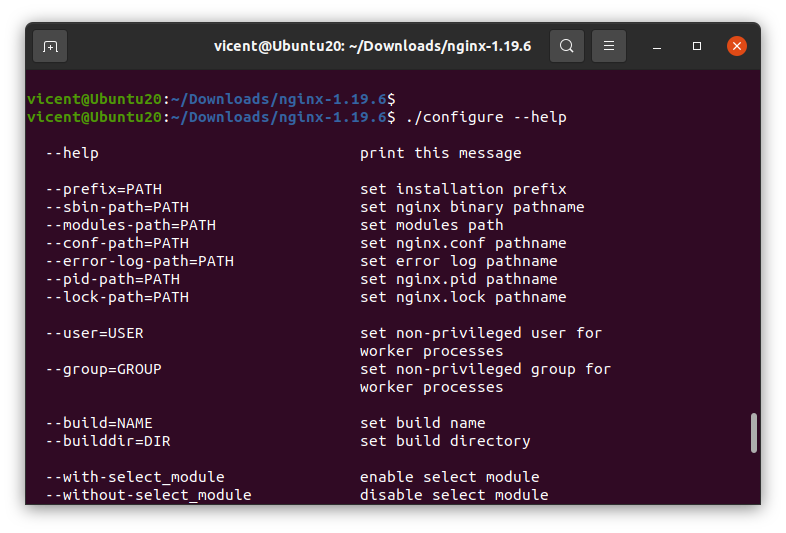 vicent@Ubuntu20: ~/Downloads/nginx-1.19.6
vicent@Ubuntu20:~/Downloads/nginx-1.19.6$
vicent@Ubuntu20:~/Downloads/nginx-1.19.6$ ./configure --help
--help                             print this message
--prefix=PATH                      set installation prefix
--sbin-path=PATH                   set nginx binary pathname
--modules-path=PATH                set modules path
--conf-path=PATH                   set nginx.conf pathname
--error-log-path=PATH              set error log pathname
--pid-path=PATH                    set nginx.pid pathname
--lock-path=PATH                   set nginx.lock pathname
--user=USER                        set non-privileged user for
                                   worker processes
--group=GROUP                      set non-privileged group for
                                   worker processes
--build=NAME                       set build name
--builddir=DIR                     set build directory
--with-select_module               enable select module
--without-select_module            disable select module